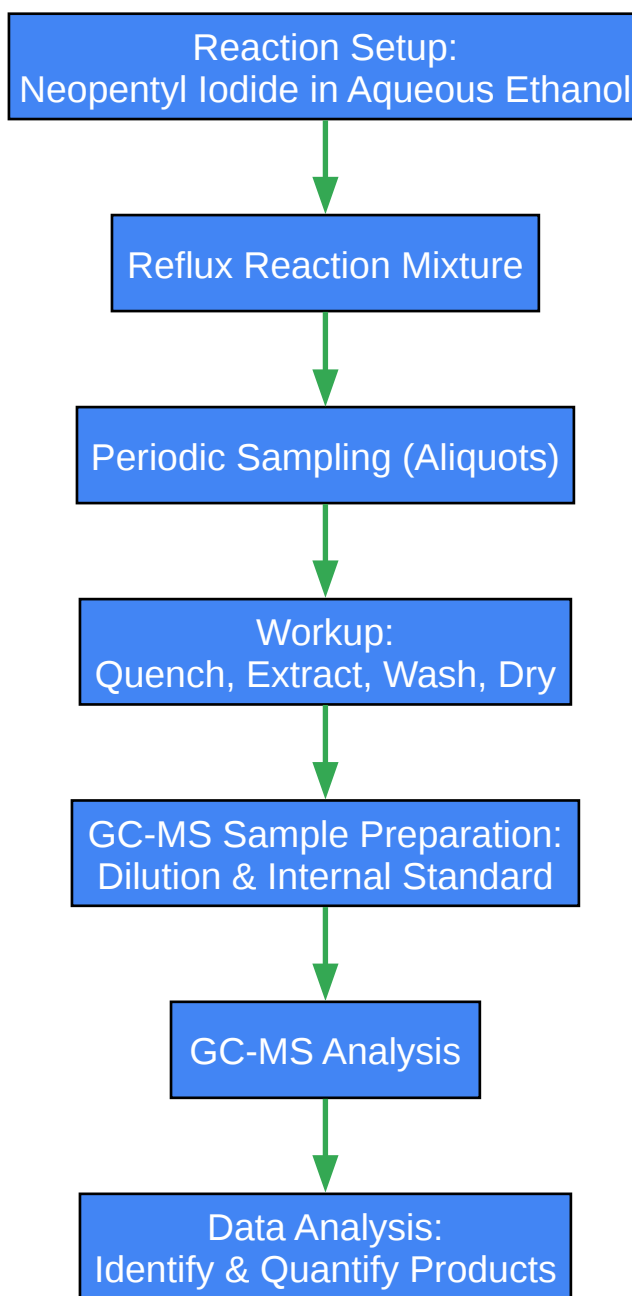 Reaction Setup:
Neopentyl Iodide in Aqueous Ethanol
Reflux Reaction Mixture
Periodic Sampling (Aliquots)
Workup:
Quench, Extract, Wash, Dry
GC-MS Sample Preparation:
Dilution & Internal Standard
GC-MS Analysis
Data Analysis:
Identify & Quantify Products